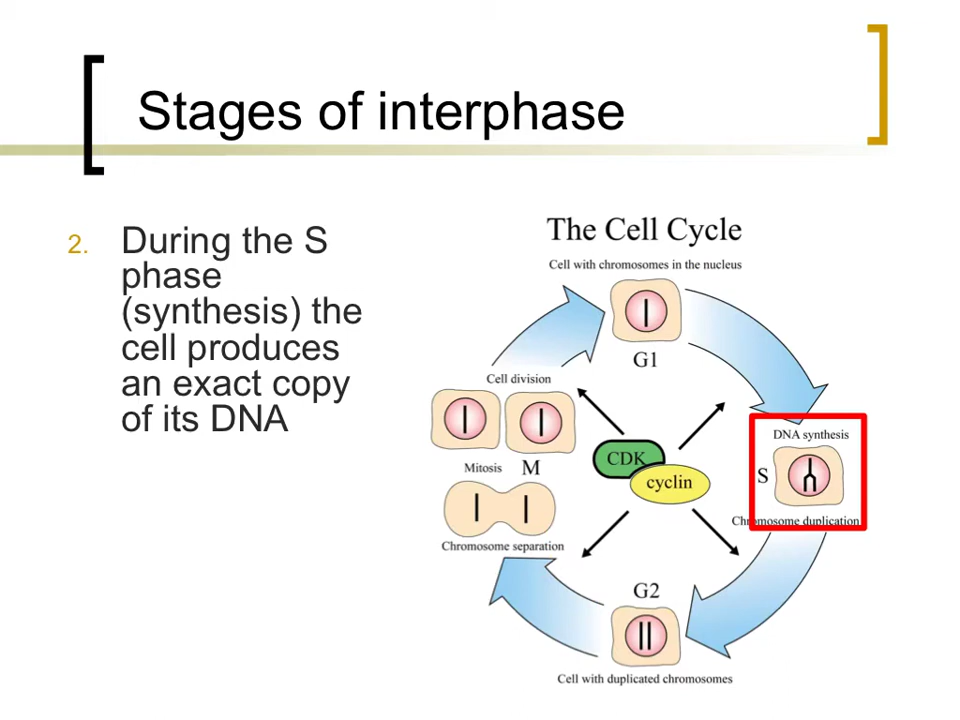 Stages of interphase
2. During the S
phase
(synthesis) the
cell produces
an exact copy
of its DNA
The Cell Cycle
Cell with chromosomes in the nucleus
G1
Cell division
DNA synthesis
CDK
cyclin
S
Mitosis M
Chromosome duplication
Chromosome separation
G2
Cell with duplicated chromosomes